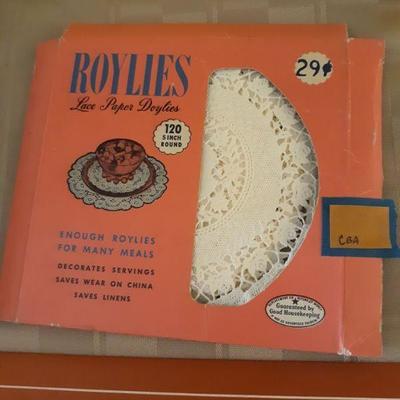 ROYLIES
Lace Paper Doylies
29¢
120
5 INCH
ROUND
ENOUGH ROYLIES
FOR MANY MEALS
DECORATES SERVINGS
SAVES WEAR ON CHINA
SAVES LINENS
CBA
Guaranteed by
Good Housekeeping